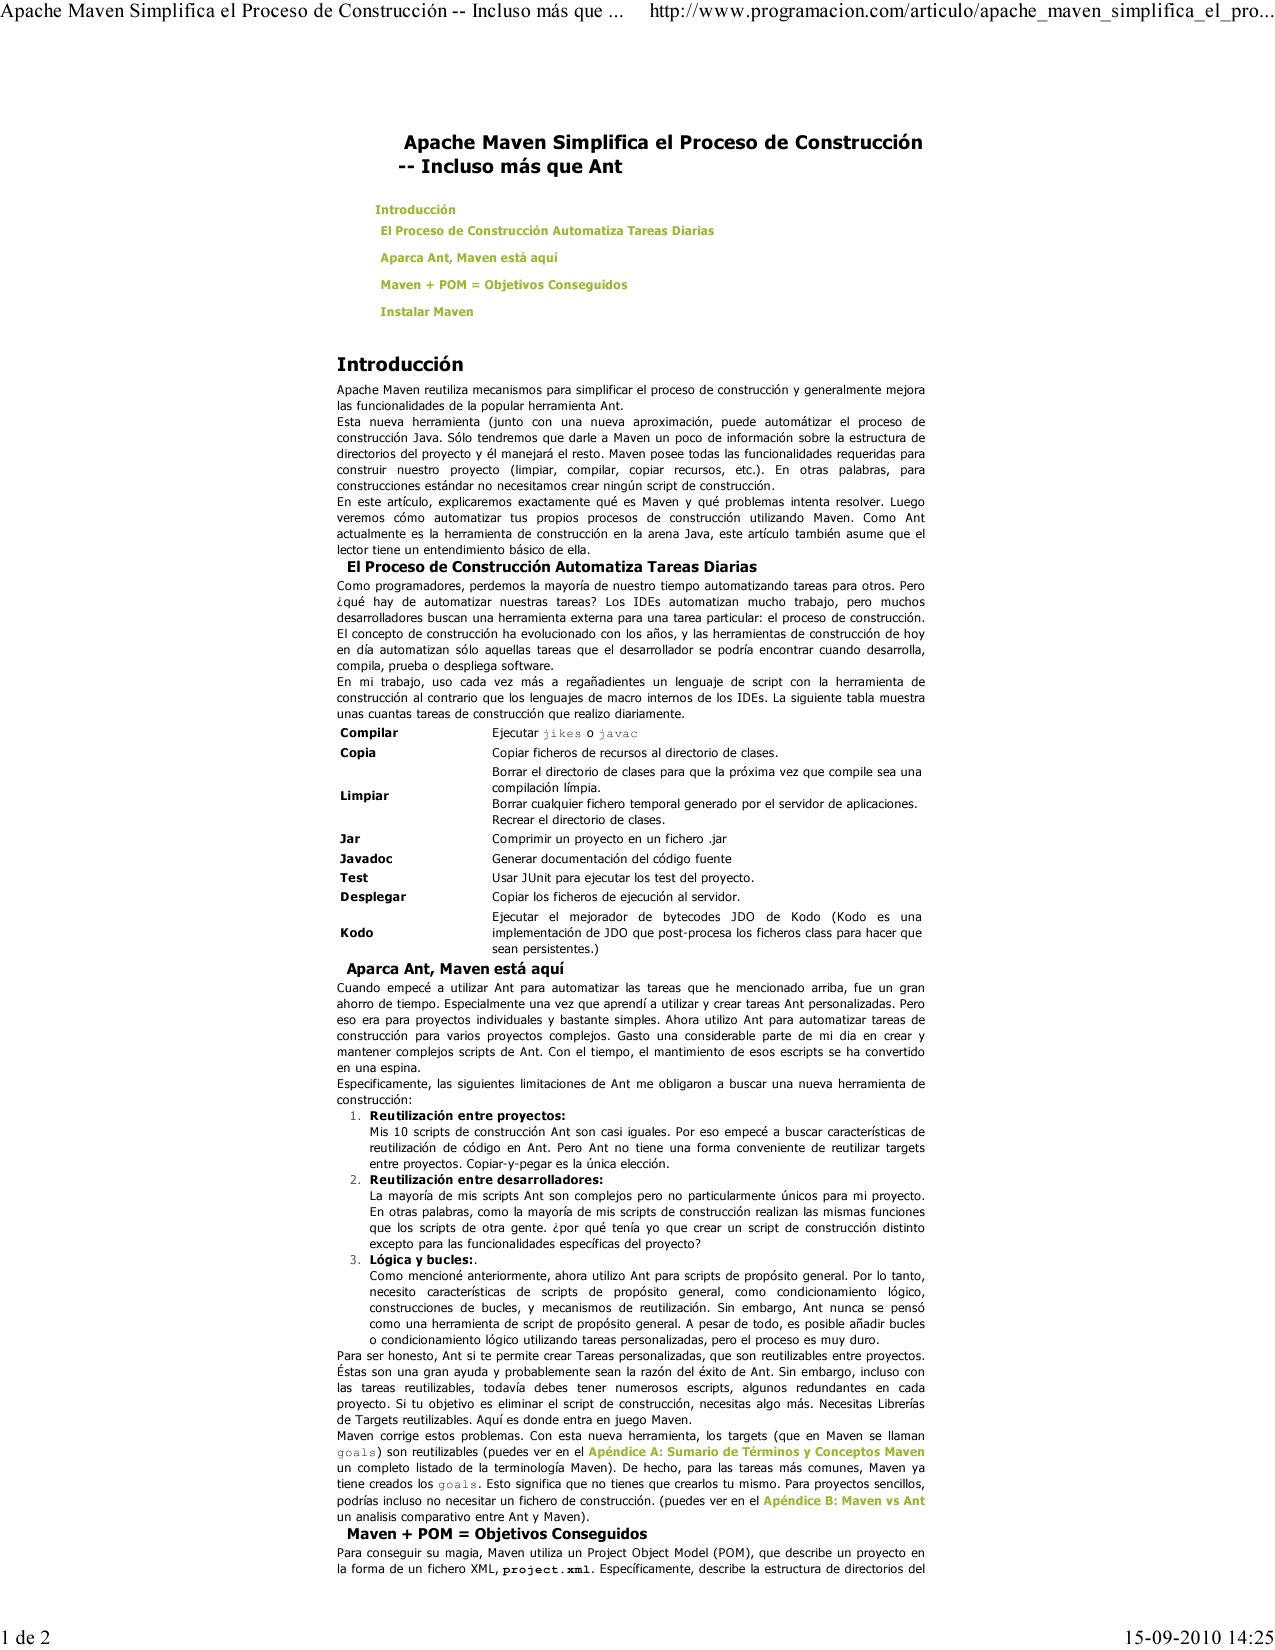 Apache Maven Simplifica el Proceso de Construcción -- Incluso más que ... http://www.programacion.com/articulo/apache_maven_simplifica_el_pro...
Apache Maven Simplifica el Proceso de Construcción
-- Incluso más que Ant
Introducción
El Proceso de Construcción Automatiza Tareas Diarias
Aparca Ant, Maven está aquí
Maven + POM = Objetivos Conseguidos
Instalar Maven
Introducción
Apache Maven reutiliza mecanismos para simplificar el proceso de construcción y generalmente mejora
las funcionalidades de la popular herramienta Ant.
Esta nueva herramienta (junto con una nueva aproximación, puede automátizar el proceso de
construcción Java. Sólo tendremos que darle a Maven un poco de información sobre la estructura de
directorios del proyecto y él manejará el resto. Maven posee todas las funcionalidades requeridas para
construir nuestro proyecto (limpiar, compilar, copiar recursos, etc.). En otras palabras, para
construcciones estándar no necesitamos crear ningún script de construcción.
En este artículo, explicaremos exactamente qué es Maven y qué problemas intenta resolver. Luego
veremos cómo automatizar tus propios procesos de construcción utilizando Maven. Como Ant
actualmente es la herramienta de construcción en la arena Java, este artículo también asume que el
lector tiene un entendimiento básico de ella.
El Proceso de Construcción Automatiza Tareas Diarias
Como programadores, perdemos la mayoría de nuestro tiempo automatizando tareas para otros. Pero
¿qué hay de automatizar nuestras tareas? Los IDEs automatizan mucho trabajo, pero muchos
desarrolladores buscan una herramienta externa para una tarea particular: el proceso de construcción.
El concepto de construcción ha evolucionado con los años, y las herramientas de construcción de hoy
en día automatizan sólo aquellas tareas que el desarrollador se podría encontrar cuando desarrolla,
compila, prueba o despliega software.
En mi trabajo, uso cada vez más a regañadientes un lenguaje de script con la herramienta de
construcción al contrario que los lenguajes de macro internos de los IDEs. La siguiente tabla muestra
unas cuantas tareas de construcción que realizo diariamente.
Compilar Ejecutar jikes o javac
Copia Copiar ficheros de recursos al directorio de clases.
Borrar el directorio de clases para que la próxima vez que compile sea una
compilación límpia.
Limpiar
Borrar cualquier fichero temporal generado por el servidor de aplicaciones.
Recrear el directorio de clases.
Jar Comprimir un proyecto en un fichero .jar
Javadoc Generar documentación del código fuente
Test Usar JUnit para ejecutar los test del proyecto.
Desplegar Copiar los ficheros de ejecución al servidor.
Ejecutar el mejorador de bytecodes JDO de Kodo (Kodo es una
Kodo implementación de JDO que post-procesa los ficheros class para hacer que
sean persistentes.)
Aparca Ant, Maven está aquí
Cuando empecé a utilizar Ant para automatizar las tareas que he mencionado arriba, fue un gran
ahorro de tiempo. Especialmente una vez que aprendí a utilizar y crear tareas Ant personalizadas. Pero
eso era para proyectos individuales y bastante simples. Ahora utilizo Ant para automatizar tareas de
construcción para varios proyectos complejos. Gasto una considerable parte de mi dia en crear y
mantener complejos scripts de Ant. Con el tiempo, el mantimiento de esos escripts se ha convertido
en una espina.
Especificamente, las siguientes limitaciones de Ant me obligaron a buscar una nueva herramienta de
construcción:
1. Reutilización entre proyectos:
Mis 10 scripts de construcción Ant son casi iguales. Por eso empecé a buscar características de
reutilización de código en Ant. Pero Ant no tiene una forma conveniente de reutilizar targets
entre proyectos. Copiar-y-pegar es la única elección.
2. Reutilización entre desarrolladores:
La mayoría de mis scripts Ant son complejos pero no particularmente únicos para mi proyecto.
En otras palabras, como la mayoría de mis scripts de construcción realizan las mismas funciones
que los scripts de otra gente. ¿por qué tenía yo que crear un script de construcción distinto
excepto para las funcionalidades específicas del proyecto?
3. Lógica y bucles:.
Como mencioné anteriormente, ahora utilizo Ant para scripts de propósito general. Por lo tanto,
necesito características de scripts de propósito general, como condicionamiento lógico,
construcciones de bucles, y mecanismos de reutilización. Sin embargo, Ant nunca se pensó
como una herramienta de script de propósito general. A pesar de todo, es posible añadir bucles
o condicionamiento lógico utilizando tareas personalizadas, pero el proceso es muy duro.
Para ser honesto, Ant si te permite crear Tareas personalizadas, que son reutilizables entre proyectos.
Éstas son una gran ayuda y probablemente sean la razón del éxito de Ant. Sin embargo, incluso con
las tareas reutilizables, todavía debes tener numerosos escripts, algunos redundantes en cada
proyecto. Si tu objetivo es eliminar el script de construcción, necesitas algo más. Necesitas Librerías
de Targets reutilizables. Aquí es donde entra en juego Maven.
Maven corrige estos problemas. Con esta nueva herramienta, los targets (que en Maven se llaman
goals) son reutilizables (puedes ver en el Apéndice A: Sumario de Términos y Conceptos Maven
un completo listado de la terminología Maven). De hecho, para las tareas más comunes, Maven ya
tiene creados los goals. Esto significa que no tienes que crearlos tu mismo. Para proyectos sencillos,
podrías incluso no necesitar un fichero de construcción. (puedes ver en el Apéndice B: Maven vs Ant
un analisis comparativo entre Ant y Maven).
Maven + POM = Objetivos Conseguidos
Para conseguir su magia, Maven utiliza un Project Object Model (POM), que describe un proyecto en
la forma de un fichero XML, project.xml. Específicamente, describe la estructura de directorios del
1 de 2 15-09-2010 14:25